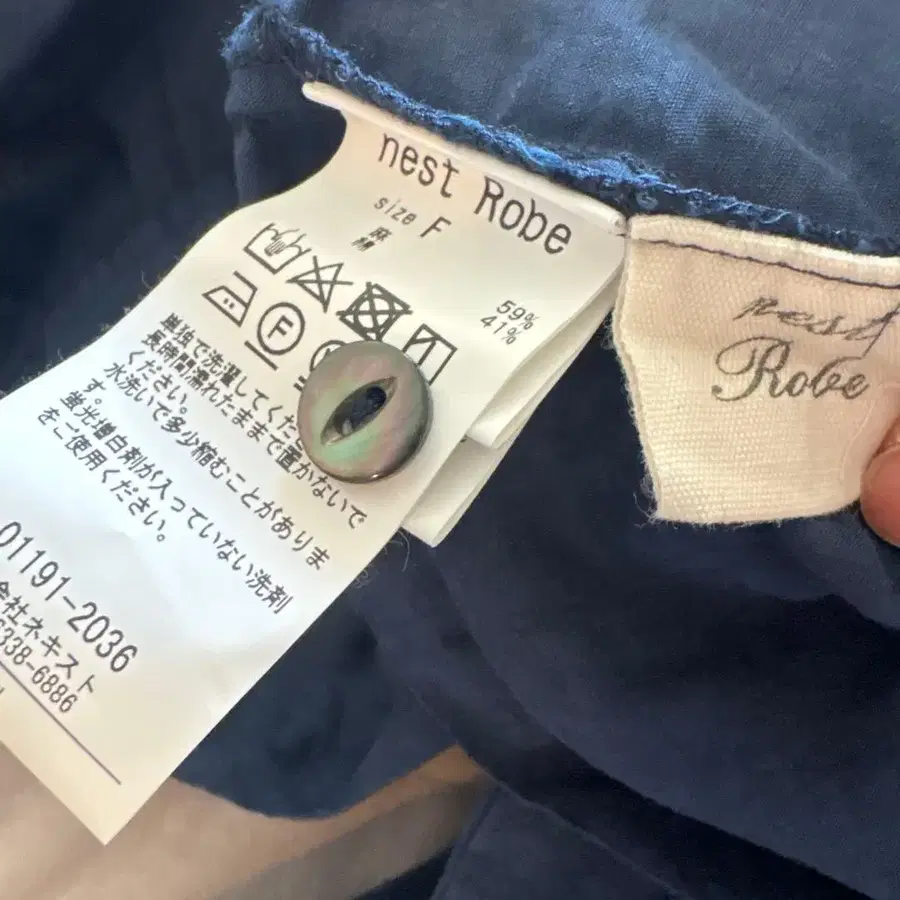 nest Robe
size F
麻 59%
綿 41%
F
単独で洗濯してくだ
長時間濡れたままで置かないで
ください。
水洗いで多少縮むことがありま
す。
蛍光増白剤が入っていない洗剤
をご使用ください。
01191-2036
会社ネキスト
6338-6886
nest
Robe